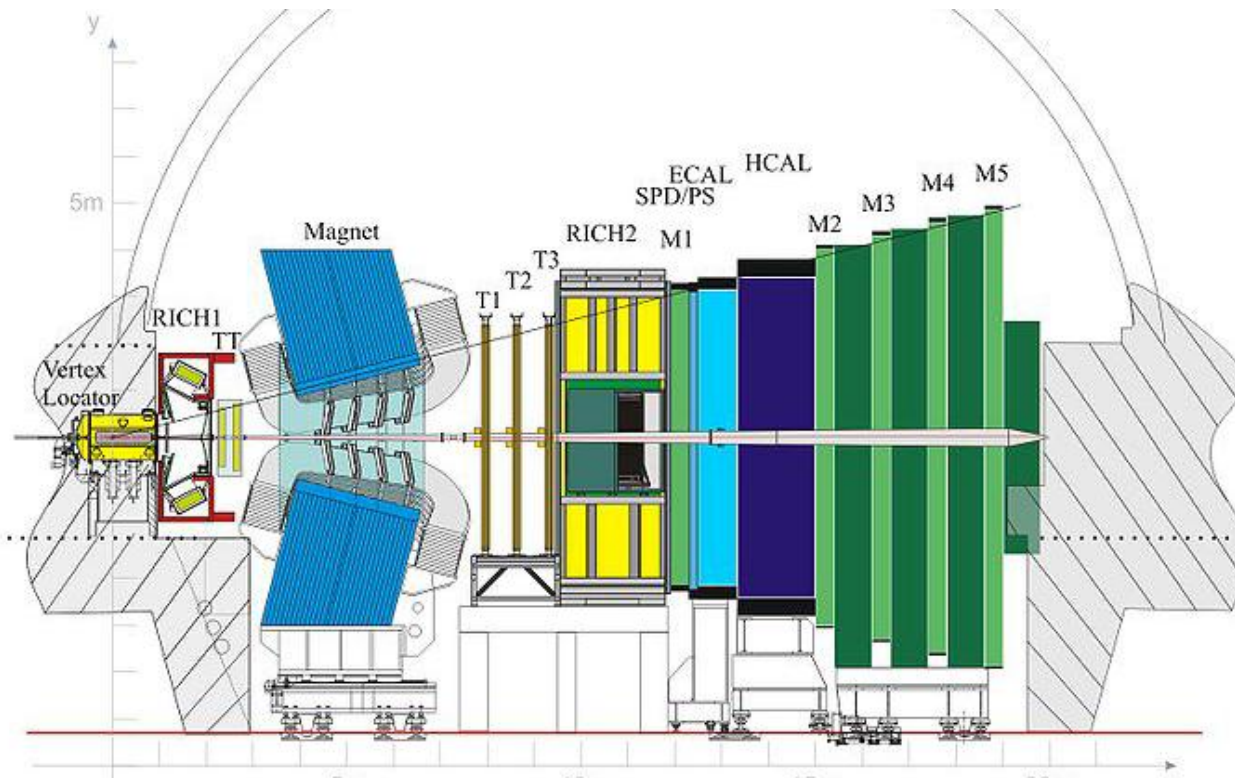 y
5m
Vertex
Locator
RICH1
TT
Magnet
T1
T2
T3
RICH2
M1
SPD/PS
ECAL
HCAL
M2
M3
M4
M5